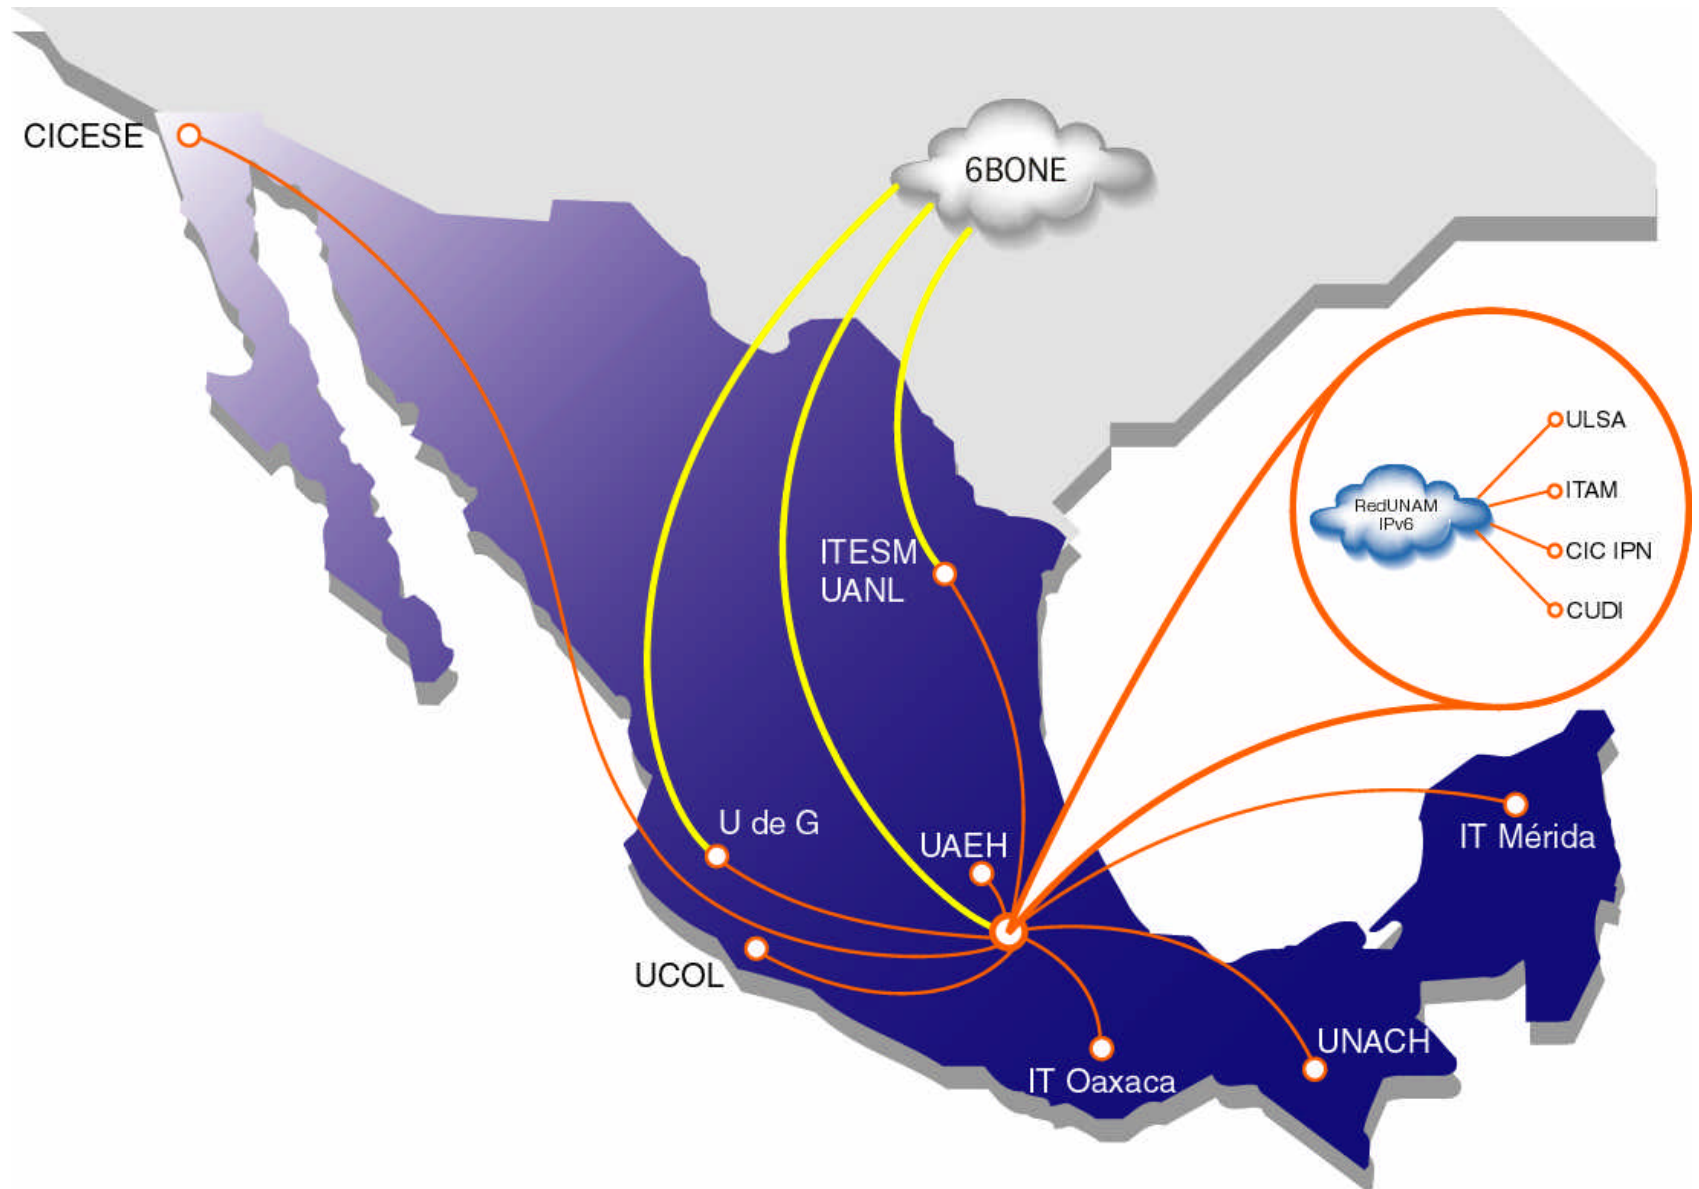 CICESE
6BONE
ULSA
RedUNAM
IPv6
ITAM
CIC IPN
CUDI
ITESM
UANL
U de G
UAEH
IT Mérida
UCOL
UNACH
IT Oaxaca